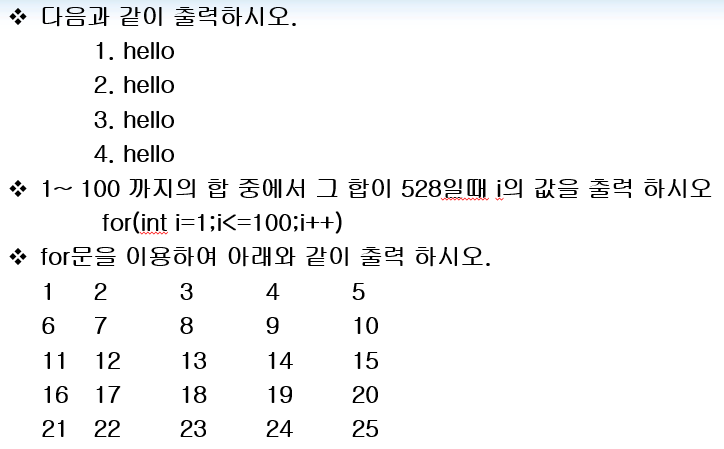 ❖ 다음과 같이 출력하시오.
1. hello
2. hello
3. hello
4. hello
❖ 1~ 100 까지의 합 중에서 그 합이 528일때 i의 값을 출력 하시오
for(int i=1;i<=100;i++)
❖ for문을 이용하여 아래와 같이 출력 하시오.
1 2 3 4 5
6 7 8 9 10
11 12 13 14 15
16 17 18 19 20
21 22 23 24 25